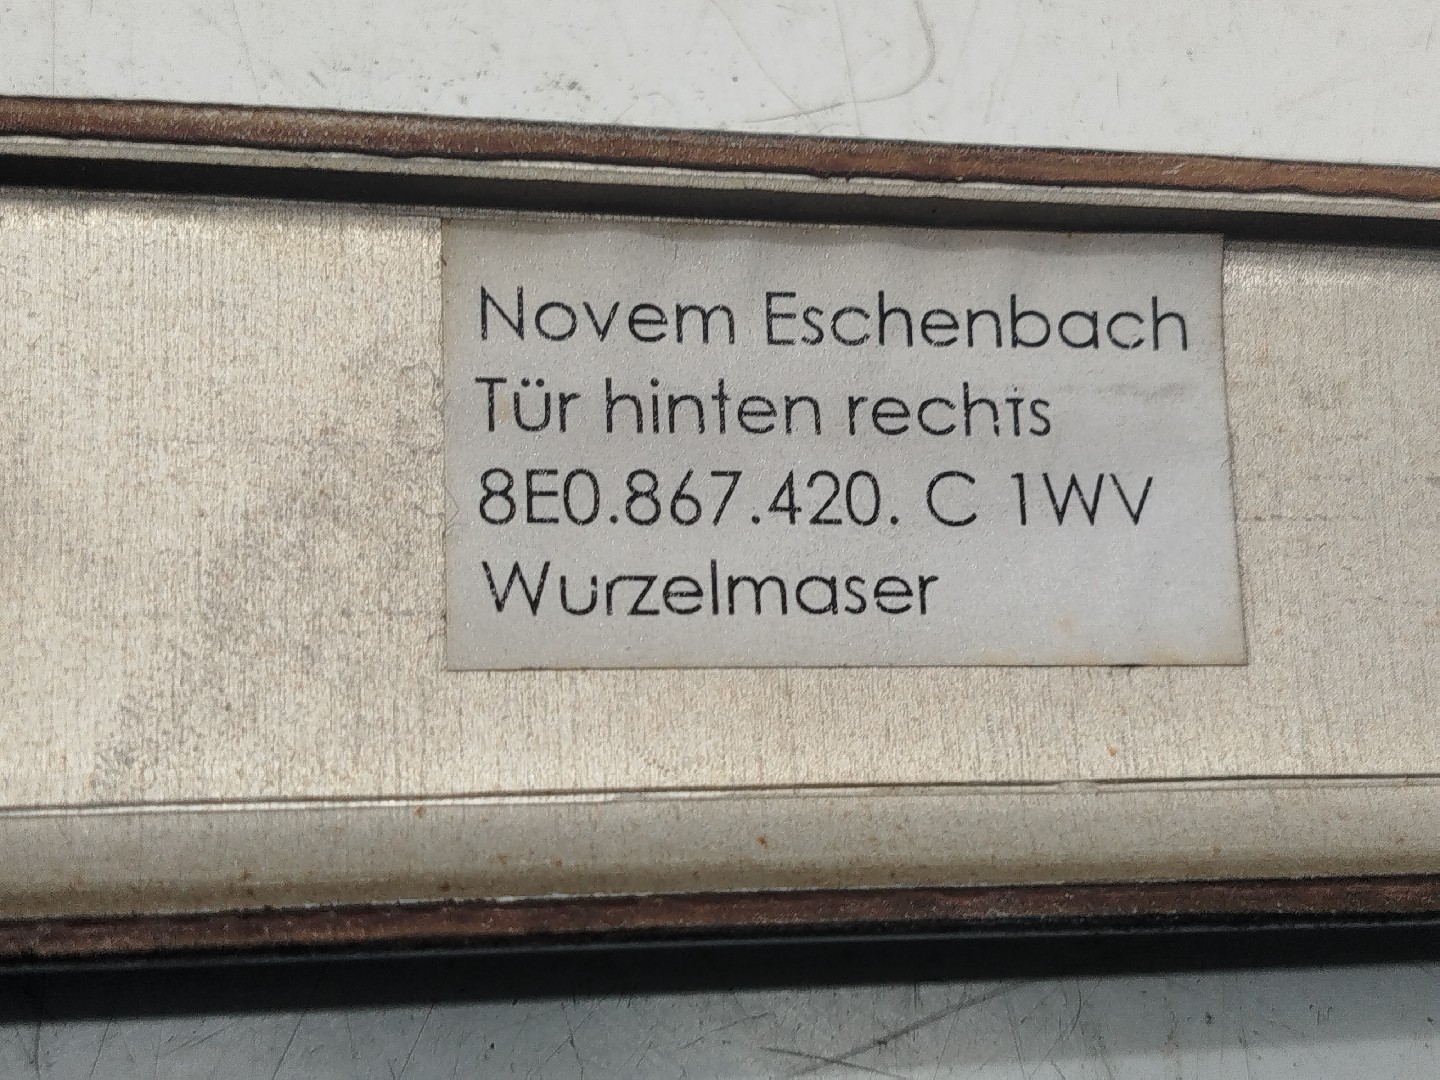 Novem Eschenbach
Tür hinten rechts
8E0.867.420. C 1WV
Wurzelmaser